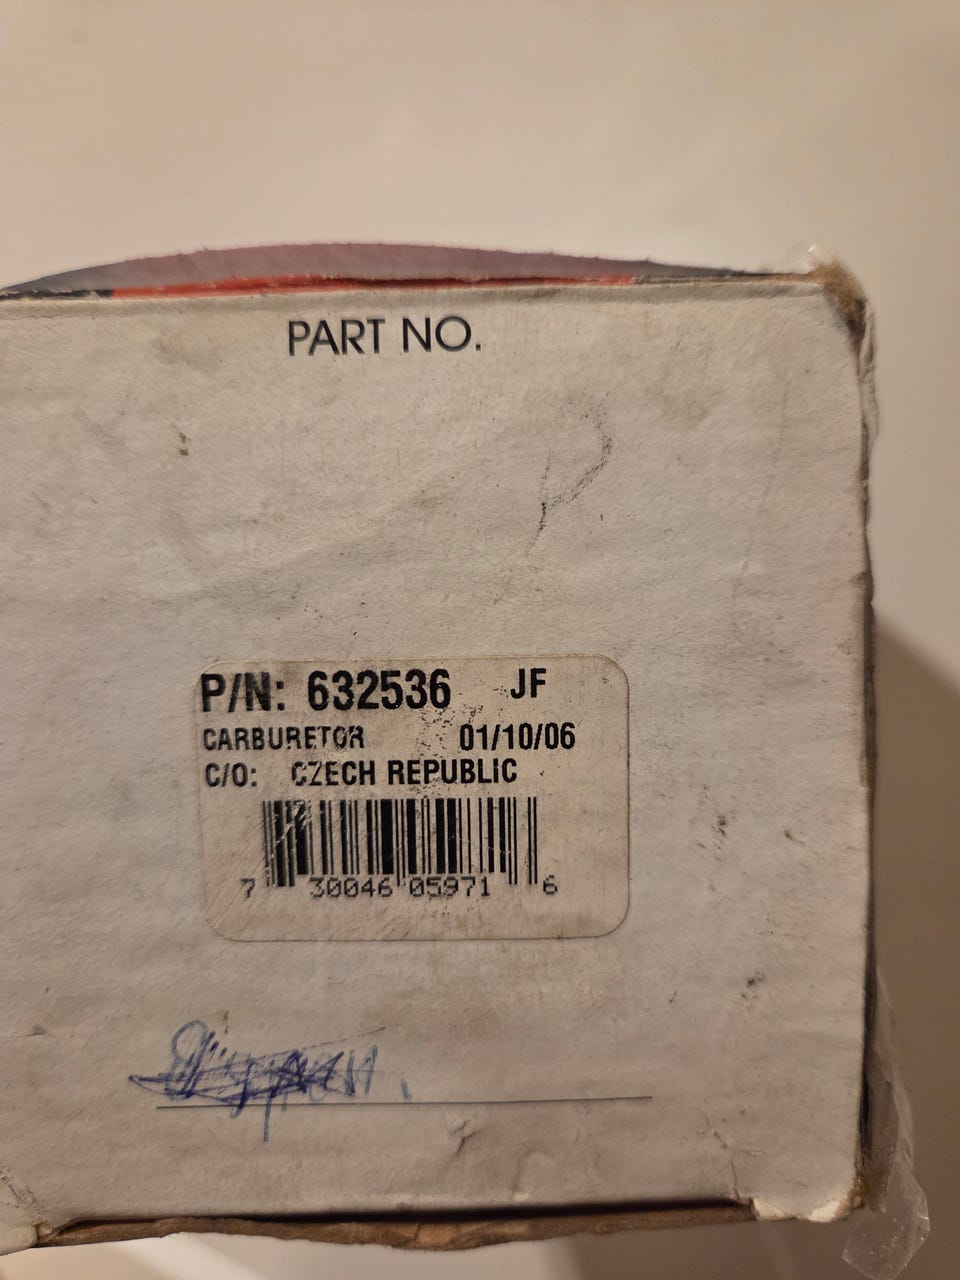 PART NO.
P/N: 632536 JF
CARBURETOR 01/10/06
C/O: CZECH REPUBLIC
7 30046 05971 6